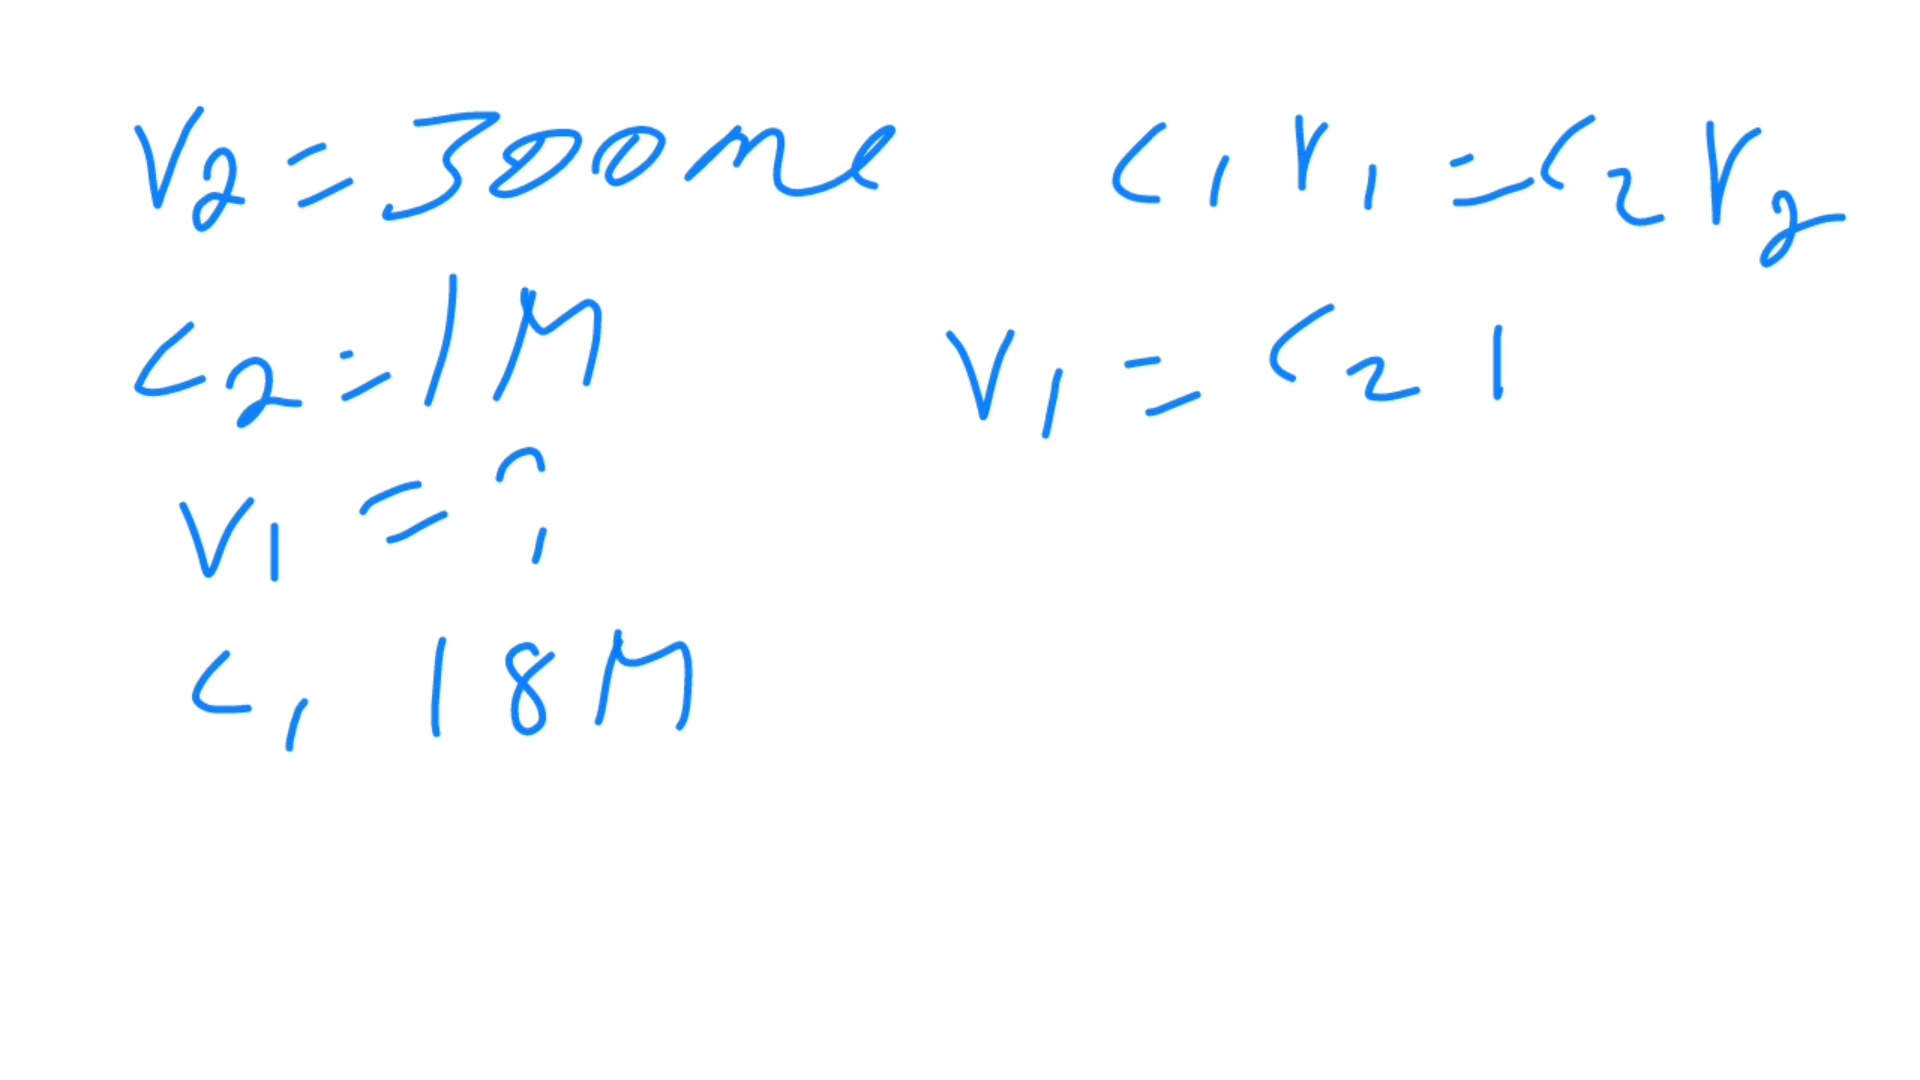 V2 = 300ml
C2 = 1M
V1 = ?
C1 18M
C1V1 = C2V2
V1 = C2 1